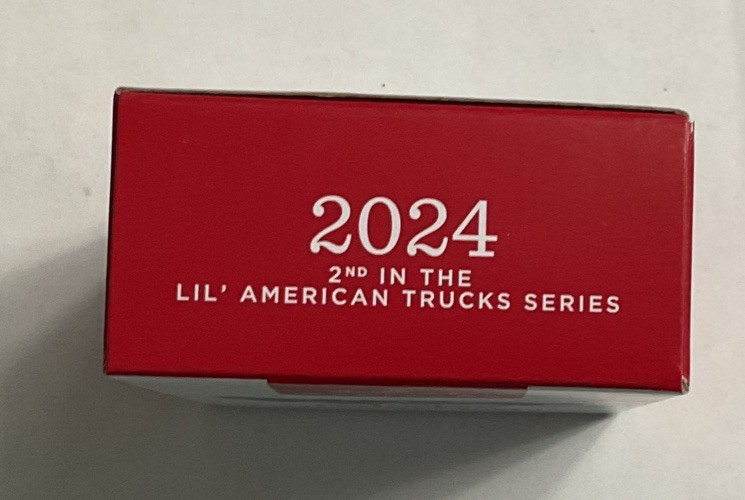 2024
2ND IN THE
LIL’ AMERICAN TRUCKS SERIES